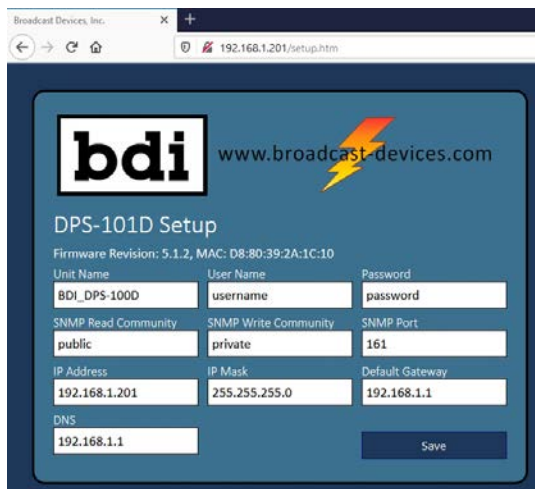 Broadcast Devices, Inc.
192.168.1.201/setup.htm
bdi
www.broadcast-devices.com
DPS-101D Setup
Firmware Revision: 5.1.2, MAC: D8:80:39:2A:1C:10
Unit Name User Name Password
BDI_DPS-100D username password
SNMP Read Community SNMP Write Community SNMP Port
public private 161
IP Address IP Mask Default Gateway
192.168.1.201 255.255.255.0 192.168.1.1
DNS
192.168.1.1 Save